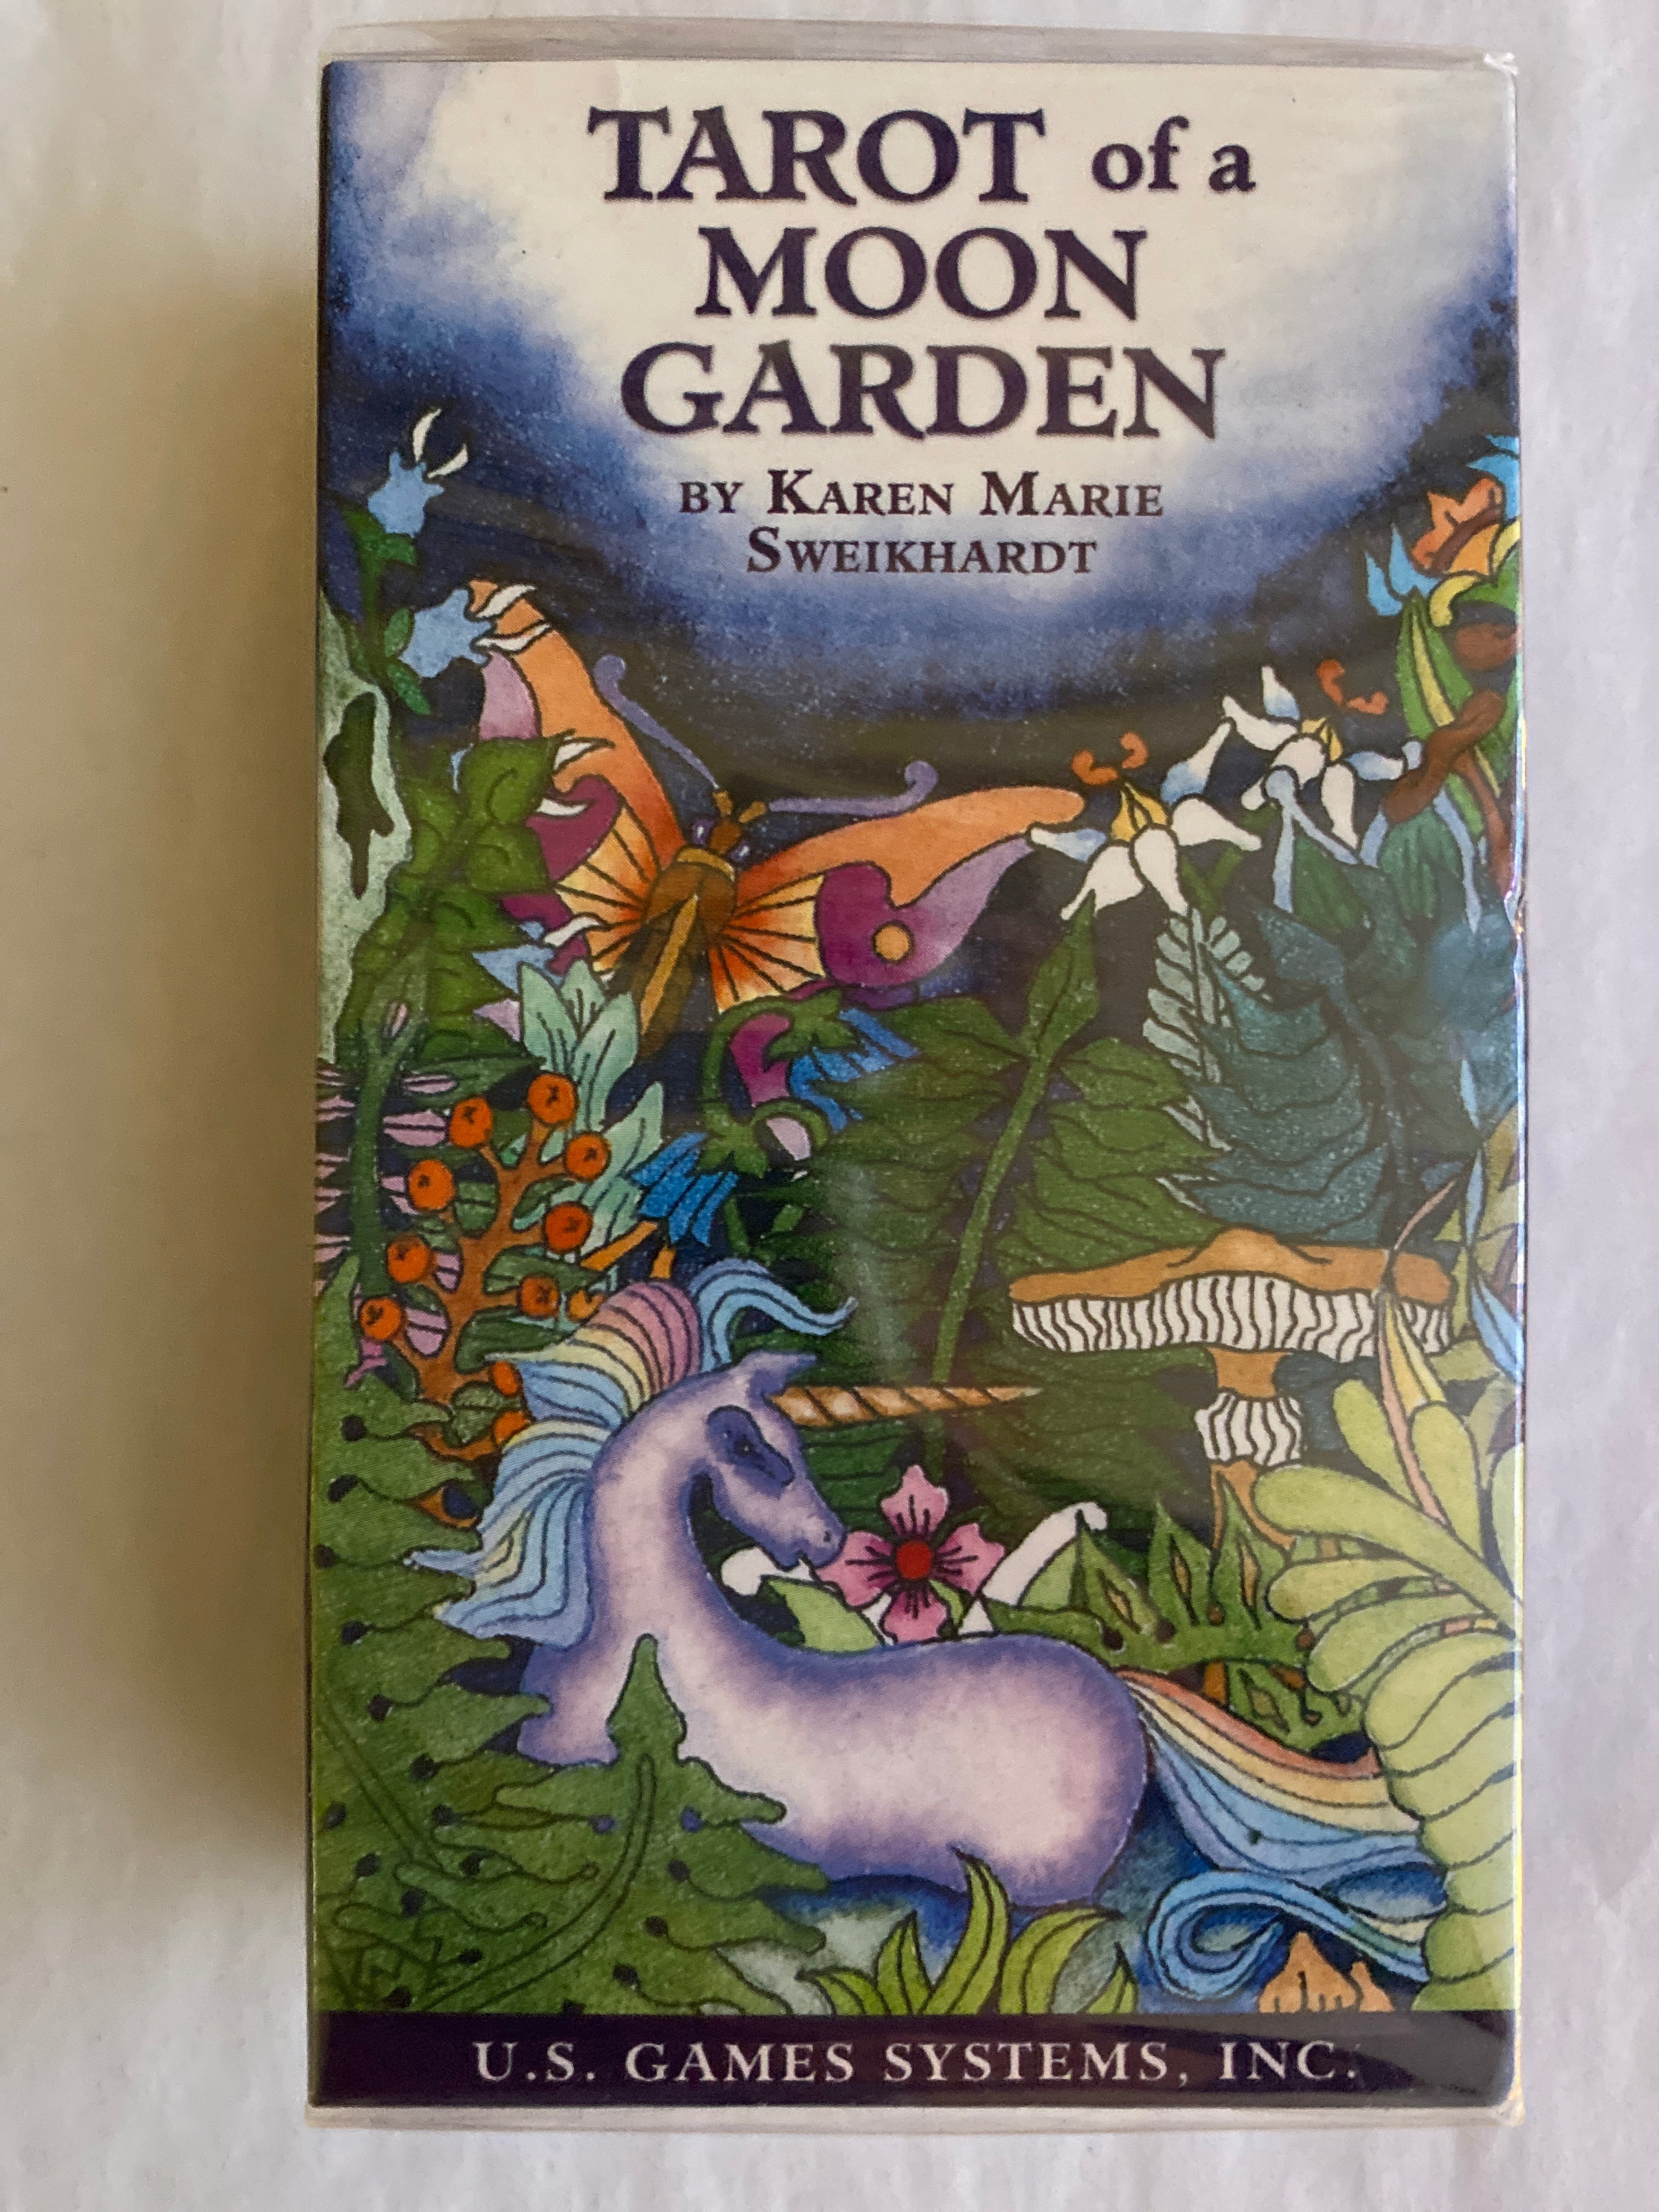 TAROT of a
MOON
GARDEN
BY KAREN MARIE
SWEIKHARDT
U.S. GAMES SYSTEMS, INC.